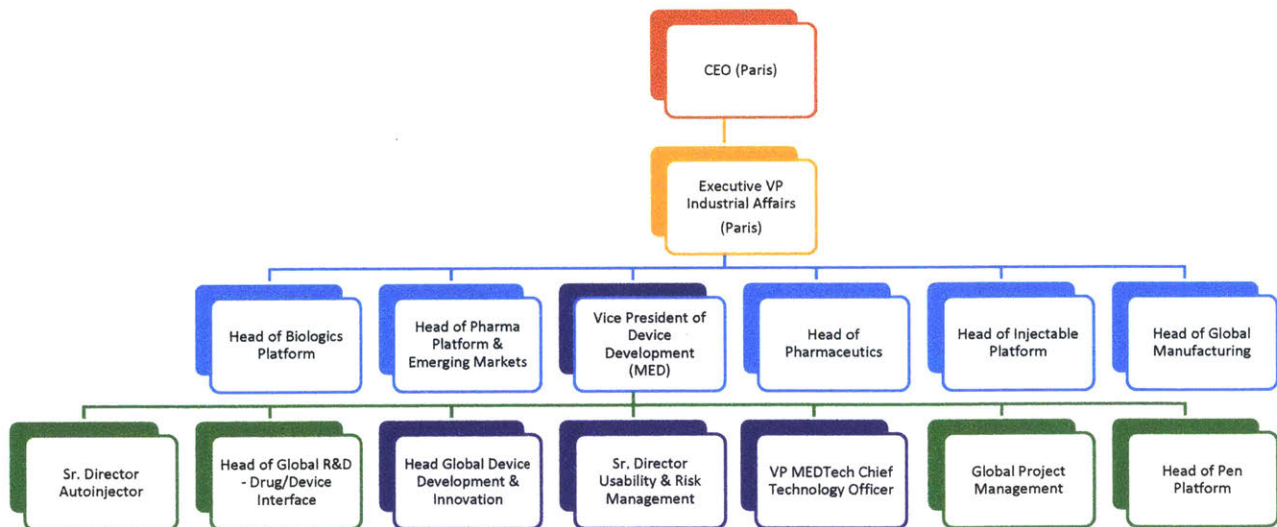 CEO (Paris)
Executive VP
Industrial Affairs
(Paris)
Head of Biologics
Platform
Head of Pharma
Platform &
Emerging Markets
Vice President of
Device
Development
(MED)
Head of
Pharmaceutics
Head of Injectable
Platform
Head of Global
Manufacturing
Sr. Director
Autoinjector
Head of Global R&D
- Drug/Device
Interface
Head Global Device
Development &
Innovation
Sr. Director
Usability & Risk
Management
VP MEDTech Chief
Technology Officer
Global Project
Management
Head of Pen
Platform